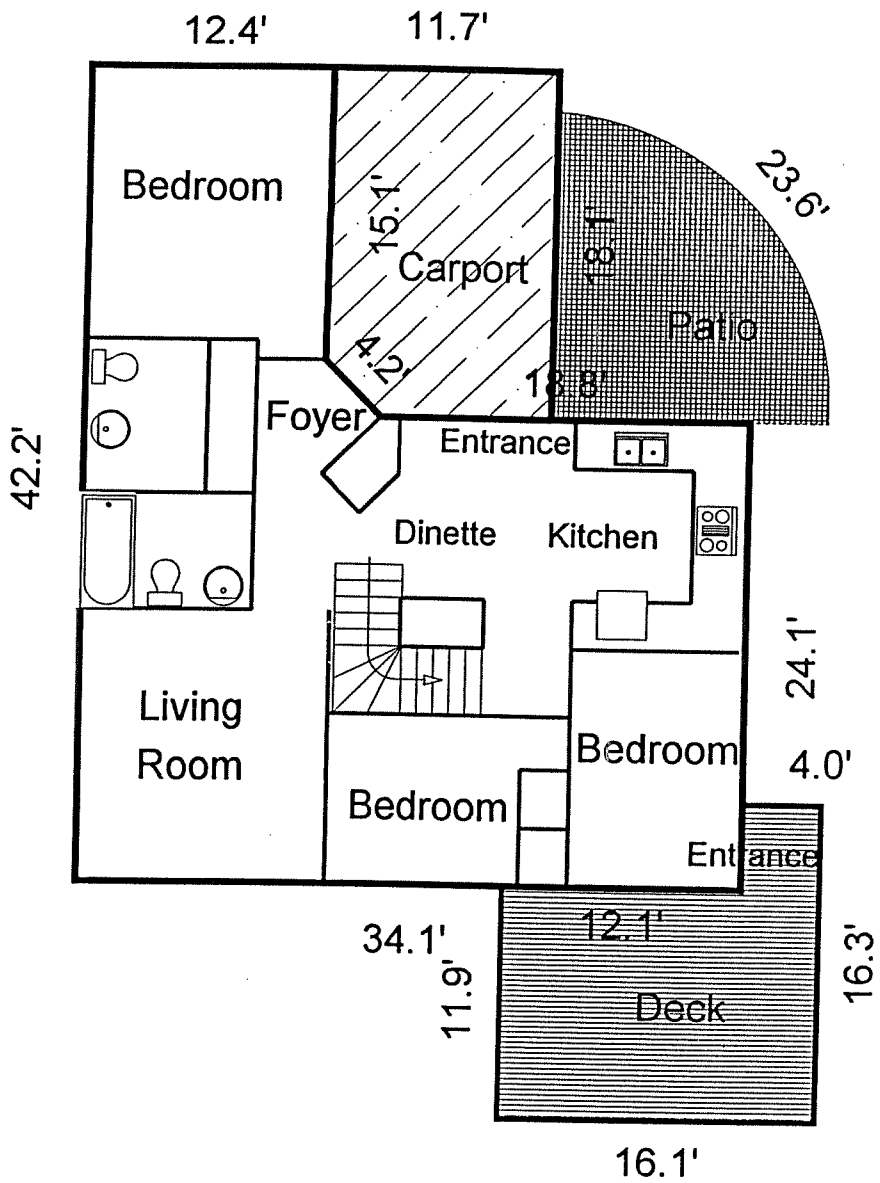 12.4'
11.7'
23.6'
Bedroom
15.1'
18.1'
Carport
Patio
4.2'
18.8'
Foyer
Entrance
42.2'
Dinette
Kitchen
24.1'
Living
Room
Bedroom
4.0'
Bedroom
Entrance
34.1'
12.1'
11.9'
16.3'
Deck
16.1'